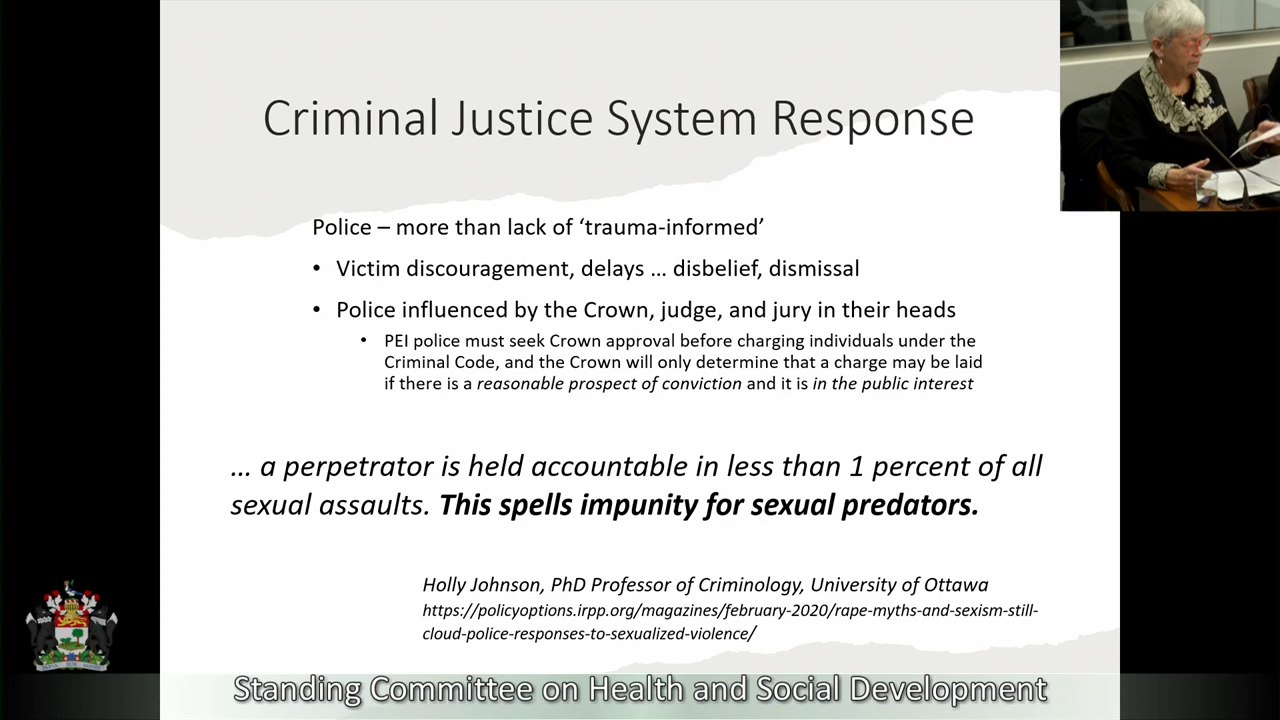 Criminal Justice System Response
Police – more than lack of ‘trauma-informed’
• Victim discouragement, delays … disbelief, dismissal
• Police influenced by the Crown, judge, and jury in their heads
• PEI police must seek Crown approval before charging individuals under the
Criminal Code, and the Crown will only determine that a charge may be laid
if there is a reasonable prospect of conviction and it is in the public interest
… a perpetrator is held accountable in less than 1 percent of all
sexual assaults. This spells impunity for sexual predators.
Holly Johnson, PhD Professor of Criminology, University of Ottawa
https://policyoptions.irpp.org/magazines/february-2020/rape-myths-and-sexism-still-
cloud-police-responses-to-sexualized-violence/
Standing Committee on Health and Social Development